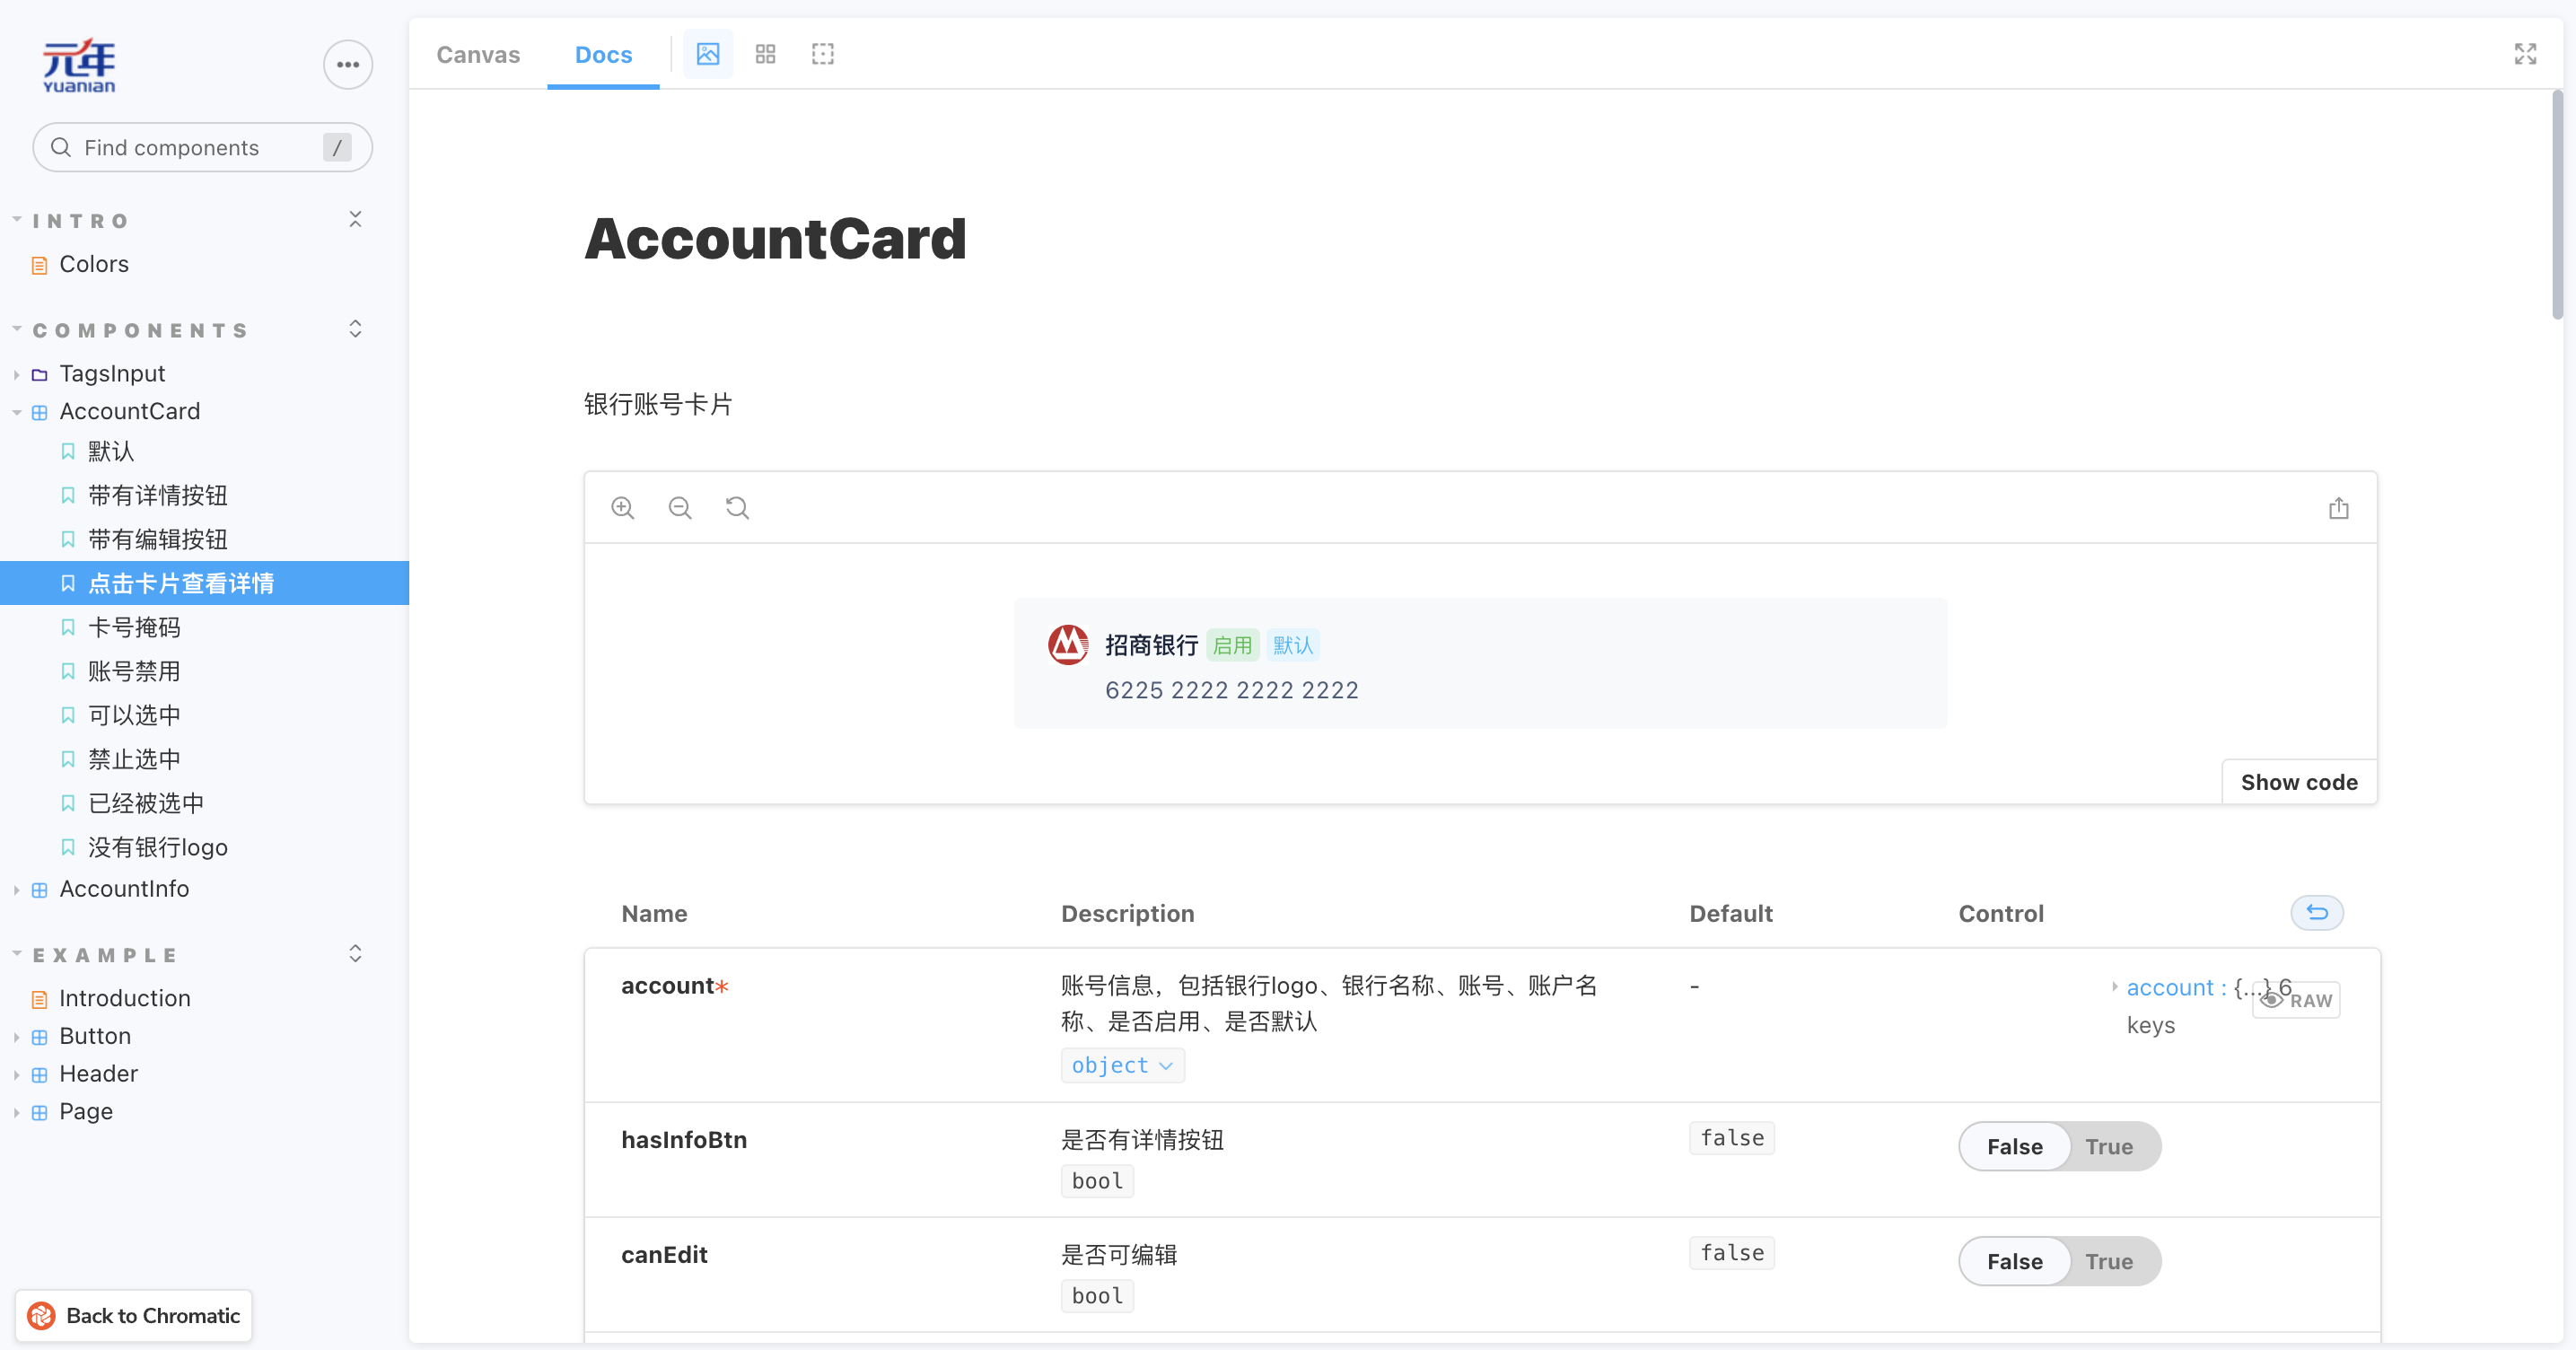 元年
YUANIAN
Find components
/
INTRO
Colors
COMPONENTS
TagsInput
AccountCard
默认
带有详情按钮
带有编辑按钮
点击卡片查看详情
卡号掩码
账号禁用
可以选中
禁止选中
已经被选中
没有银行logo
AccountInfo
EXAMPLE
Introduction
Button
Header
Page
Back to Chromatic
Canvas
Docs
AccountCard
银行账号卡片
招商银行 启用 默认
6225 2222 2222 2222
Show code
Name Description Default Control
account* 账号信息，包括银行logo、银行名称、账号、账户名 - account : {...} 6 RAW
称、是否启用、是否默认 keys
object
hasInfoBtn 是否有详情按钮 false False True
bool
canEdit 是否可编辑 false False True
bool